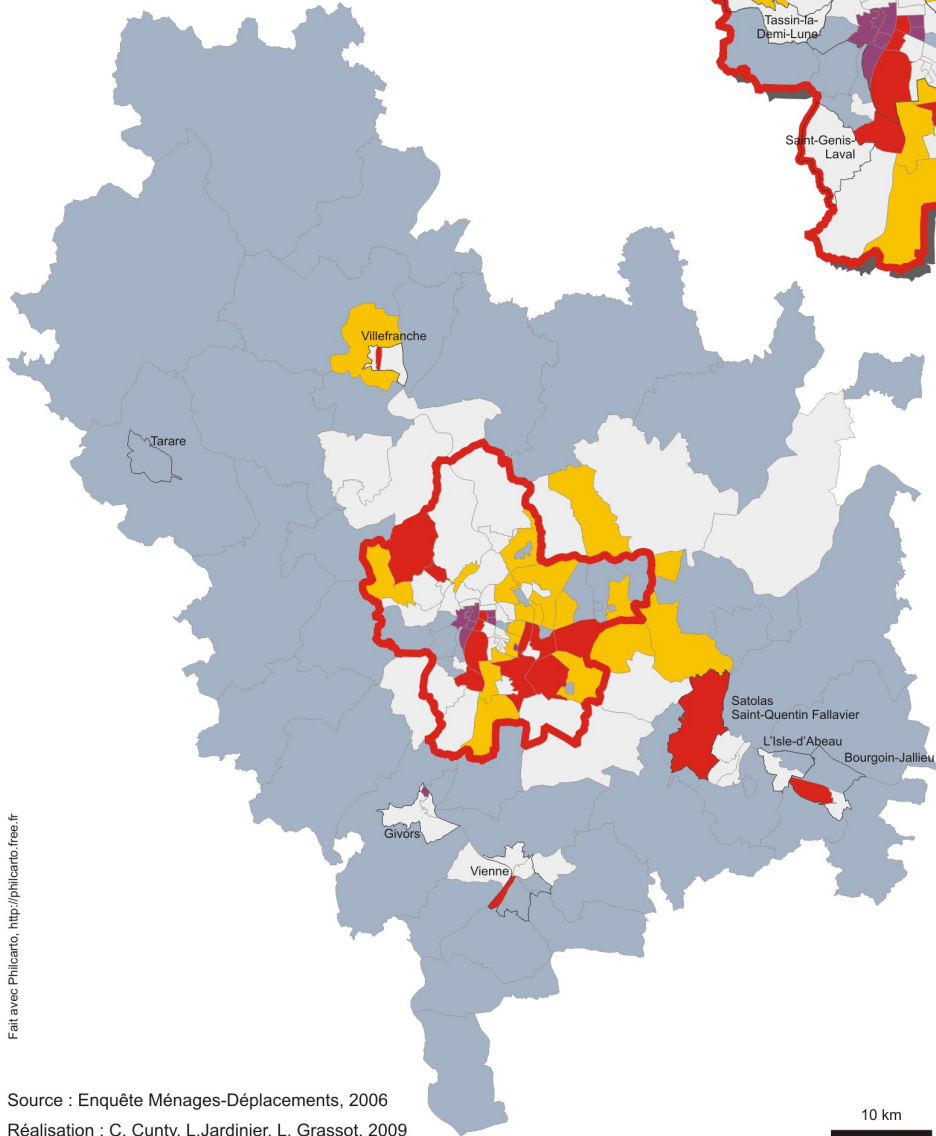 Tassin-la-
Demi-Lune
Saint-Genis-
Laval
Villefranche
Tarare
Satolas
Saint-Quentin Fallavier
L'Isle-d'Abeau
Bourgoin-Jallieu
Givors
Vienne
Fait avec Philcarto, http://philcarto.free.fr
Source : Enquête Ménages-Déplacements, 2006
Réalisation : C. Cunty, L.Jardinier, L. Grassot, 2009
10 km